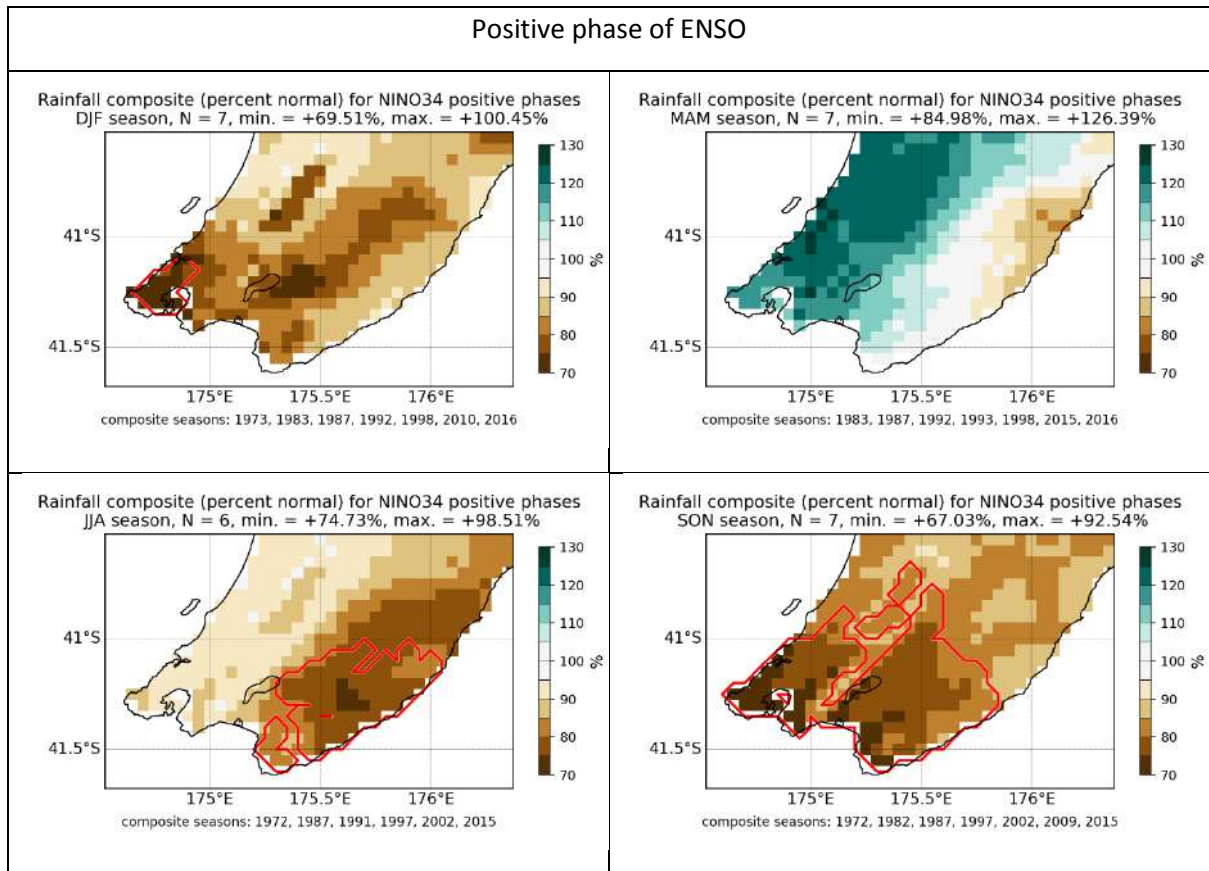 Positive phase of ENSO
Rainfall composite (percent normal) for NINO34 positive phases
DJF season, N = 7, min. = +69.51%, max. = +100.45%
130
120
110
100
90
80
70
%
41°S
41.5°S
175°E
175.5°E
176°E
composite seasons: 1973, 1983, 1987, 1992, 1998, 2010, 2016
Rainfall composite (percent normal) for NINO34 positive phases
MAM season, N = 7, min. = +84.98%, max. = +126.39%
130
120
110
100
90
80
70
%
41°S
41.5°S
175°E
175.5°E
176°E
composite seasons: 1983, 1987, 1992, 1993, 1998, 2015, 2016
Rainfall composite (percent normal) for NINO34 positive phases
JJA season, N = 6, min. = +74.73%, max. = +98.51%
130
120
110
100
90
80
70
%
41°S
41.5°S
175°E
175.5°E
176°E
composite seasons: 1972, 1987, 1991, 1997, 2002, 2015
Rainfall composite (percent normal) for NINO34 positive phases
SON season, N = 7, min. = +67.03%, max. = +92.54%
130
120
110
100
90
80
70
%
41°S
41.5°S
175°E
175.5°E
176°E
composite seasons: 1972, 1982, 1987, 1997, 2002, 2009, 2015